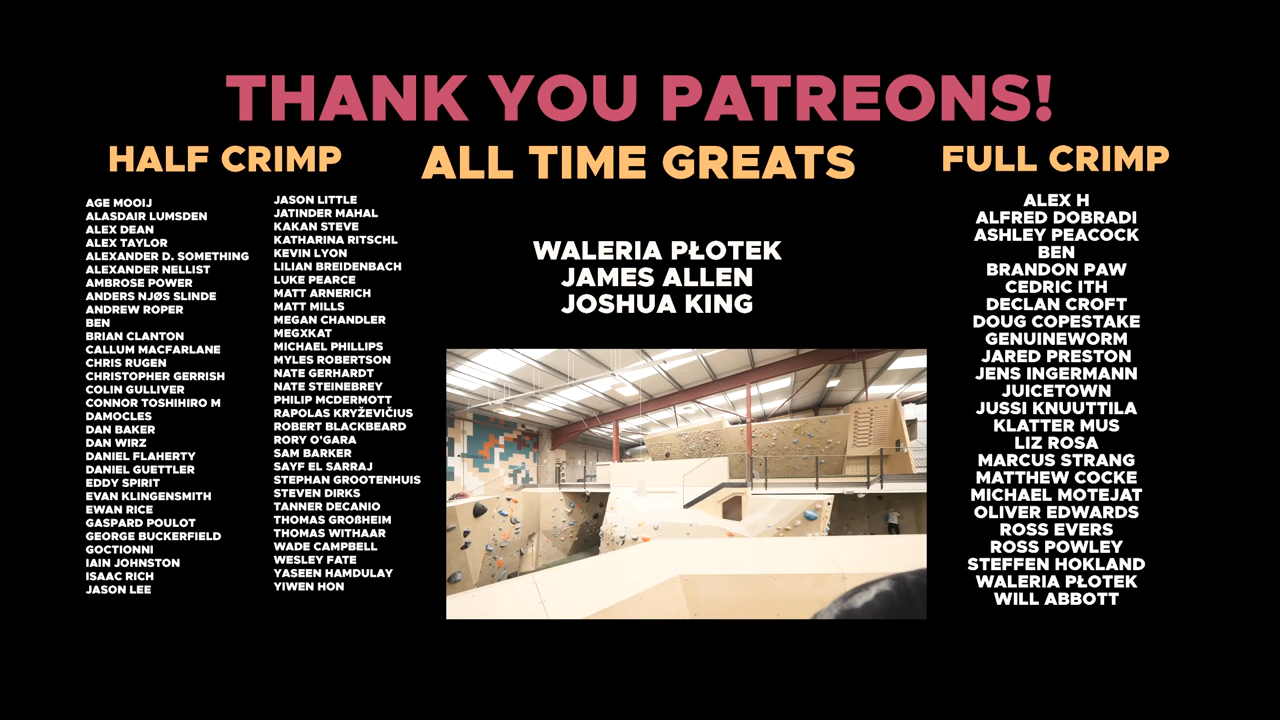 THANK YOU PATREONS!
HALF CRIMP
AGE MOOIJ
ALASDAIR LUMSDEN
ALEX DEAN
ALEX TAYLOR
ALEXANDER D. SOMETHING
ALEXANDER NELLIST
AMBROSE POWER
ANDERS NJØS SLINDE
ANDREW ROPER
BEN
BRIAN CLANTON
CALLUM MACFARLANE
CHRIS RUGEN
CHRISTOPHER GERRISH
COLIN GULLIVER
CONNOR TOSHIHIRO M
DAMOCLES
DAN BAKER
DAN WIRZ
DANIEL FLAHERTY
DANIEL GUETTLER
EDDY SPIRIT
EVAN KLINGENSMITH
EWAN RICE
GASPARD POULOT
GEORGE BUCKERFIELD
GOCTIONNI
IAIN JOHNSTON
ISAAC RICH
JASON LEE
JASON LITTLE
JATINDER MAHAL
KAKAN STEVE
KATHARINA RITSCHL
KEVIN LYON
LILIAN BREIDENBACH
LUKE PEARCE
MATT ARNERICH
MATT MILLS
MEGAN CHANDLER
MEGXKAT
MICHAEL PHILLIPS
MYLES ROBERTSON
NATE GERHARDT
NATE STEINEBREY
PHILIP MCDERMOTT
RAPOLAS KRYŽEVIČIUS
ROBERT BLACKBEARD
RORY O'GARA
SAM BARKER
SAYF EL SARRAJ
STEPHAN GROOTENHUIS
STEVEN DIRKS
TANNER DECANIO
THOMAS GROßHEIM
THOMAS WITHAAR
WADE CAMPBELL
WESLEY FATE
YASEEN HAMDULAY
YIWEN HON
ALL TIME GREATS
WALERIA PŁOTEK
JAMES ALLEN
JOSHUA KING
FULL CRIMP
ALEX H
ALFRED DOBRADI
ASHLEY PEACOCK
BEN
BRANDON PAW
CEDRIC ITH
DECLAN CROFT
DOUG COPESTAKE
GENUINEWORM
JARED PRESTON
JENS INGERMANN
JUICETOWN
JUSSI KNUUTTILA
KLATTER MUS
LIZ ROSA
MARCUS STRANG
MATTHEW COCKE
MICHAEL MOTEJAT
OLIVER EDWARDS
ROSS EVERS
ROSS POWLEY
STEFFEN HOKLAND
WALERIA PŁOTEK
WILL ABBOTT